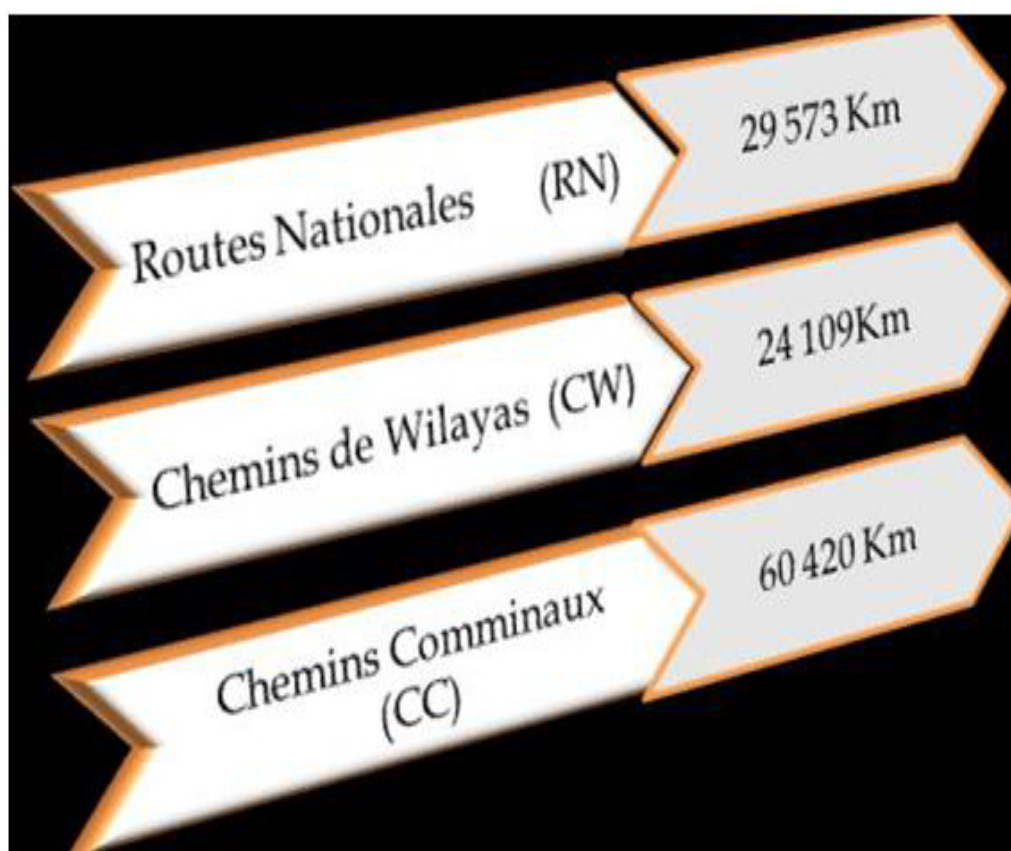 Routes Nationales (RN)
29 573 Km
Chemins de Wilayas (CW)
24 109Km
Chemins Comminaux
(CC)
60 420 Km